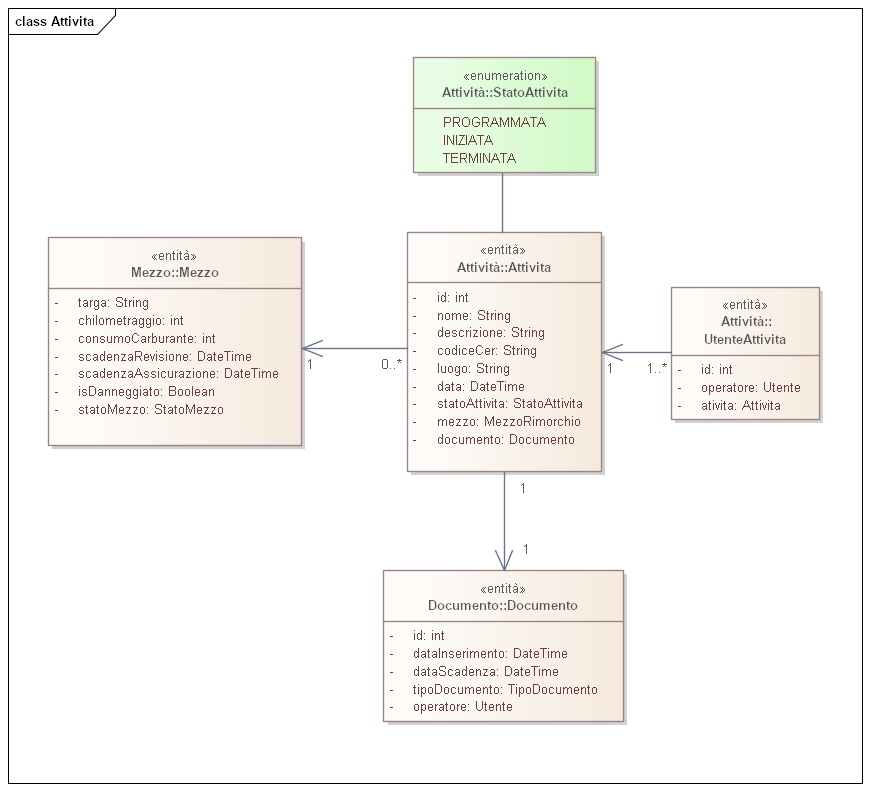 class Attivita
«enumeration»
Attività::StatoAttivita
PROGRAMMATA
INIZIATA
TERMINATA
«entità»
Mezzo::Mezzo
- targa: String
- chilometraggio: int
- consumoCarburante: int
- scadenzaRevisione: DateTime
- scadenzaAssicurazione: DateTime
- isDanneggiato: Boolean
- statoMezzo: StatoMezzo
1
0..*
«entità»
Attività::Attivita
- id: int
- nome: String
- descrizione: String
- codiceCer: String
- luogo: String
- data: DateTime
- statoAttivita: StatoAttivita
- mezzo: MezzoRimorchio
- documento: Documento
1
1..*
«entità»
Attività::
UtenteAttivita
- id: int
- operatore: Utente
- ativita: Attivita
1
1
«entità»
Documento::Documento
- id: int
- dataInserimento: DateTime
- dataScadenza: DateTime
- tipoDocumento: TipoDocumento
- operatore: Utente